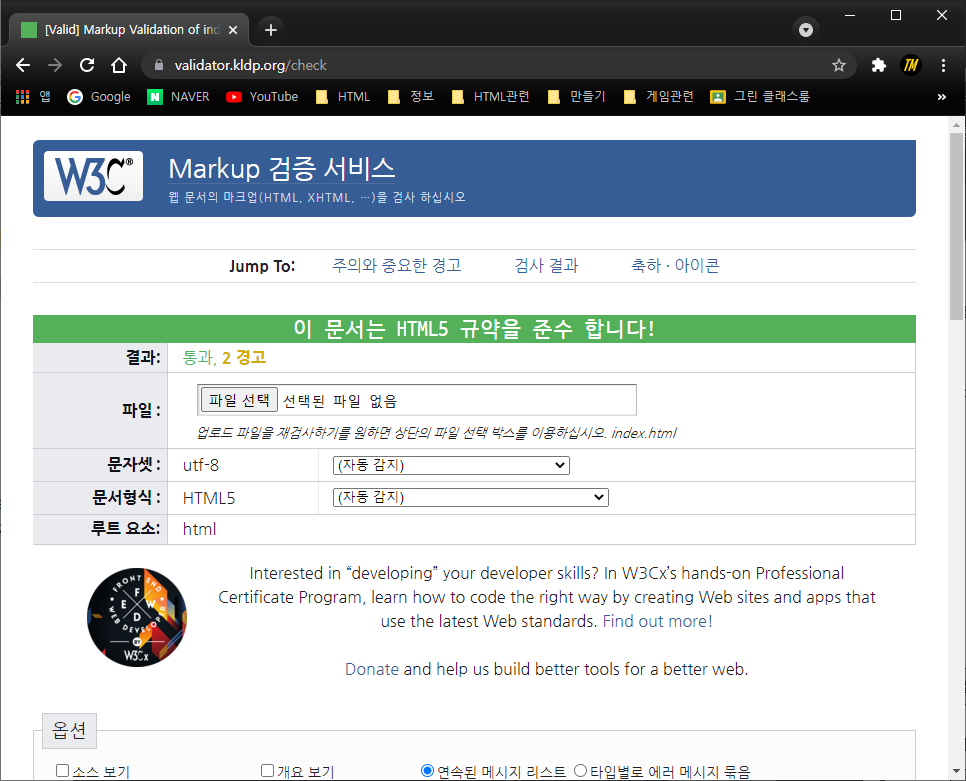 [Valid] Markup Validation of ind
validator.kldp.org/check
앱 Google NAVER YouTube HTML 정보 HTML관련 만들기 게임관련 그린 클래스룸 »
W3C® Markup 검증 서비스
웹 문서의 마크업(HTML, XHTML, …)을 검사 하십시오
Jump To: 주의와 중요한 경고 검사 결과 축하 · 아이콘
이 문서는 HTML5 규약을 준수 합니다!
결과: 통과, 2 경고
파일 : 파일 선택 선택된 파일 없음
업로드 파일을 재검사하기를 원하면 상단의 파일 선택 박스를 이용하십시오. index.html
문자셋 : utf-8 (자동 감지)
문서형식 : HTML5 (자동 감지)
루트 요소: html
FRONT END WEB DEVELOPER
F E W D
BY
W3Cx
Interested in “developing” your developer skills? In W3Cx’s hands-on Professional
Certificate Program, learn how to code the right way by creating Web sites and apps that
use the latest Web standards. Find out more!
Donate and help us build better tools for a better web.
옵션
소스 보기 개요 보기 연속된 메시지 리스트 타입별로 에러 메시지 묶음